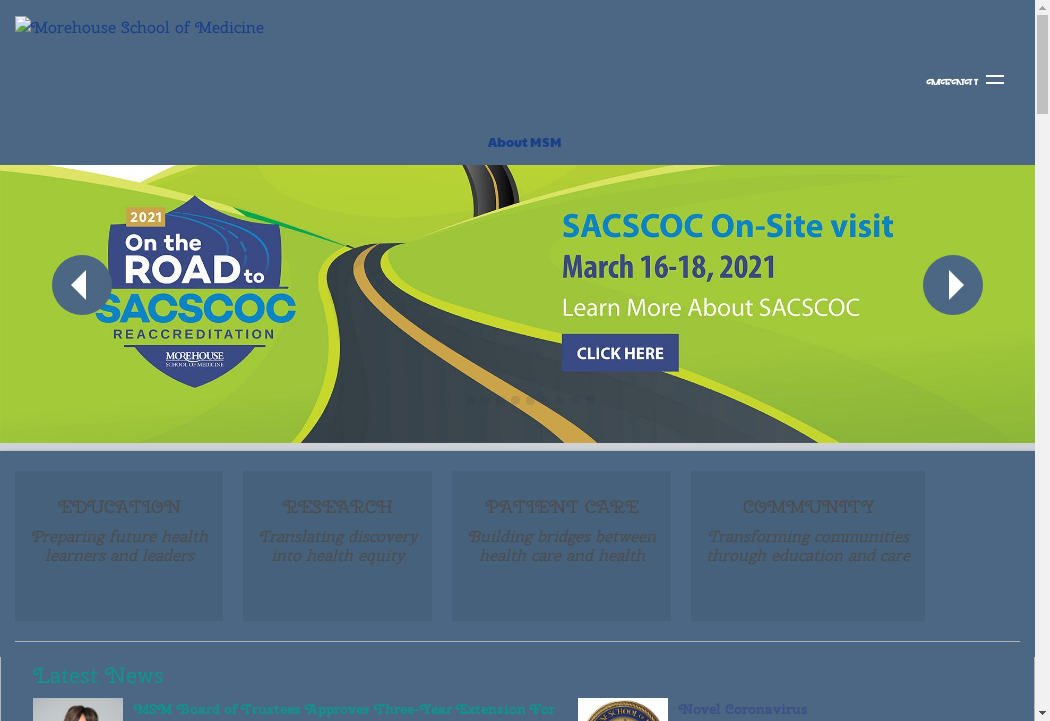 Morehouse School of Medicine
About MSM
2021
On the
ROAD to
SACSCOC
REACCREDITATION
MOREHOUSE
SCHOOL OF MEDICINE
SACSCOC On-Site visit
March 16-18, 2021
Learn More About SACSCOC
CLICK HERE
EDUCATION
Preparing future health
learners and leaders
RESEARCH
Translating discovery
into health equity
PATIENT CARE
Building bridges between
health care and health
COMMUNITY
Transforming communities
through education and care
Latest News
MSM Board of Trustees Approves Three-Year Extension For
Novel Coronavirus